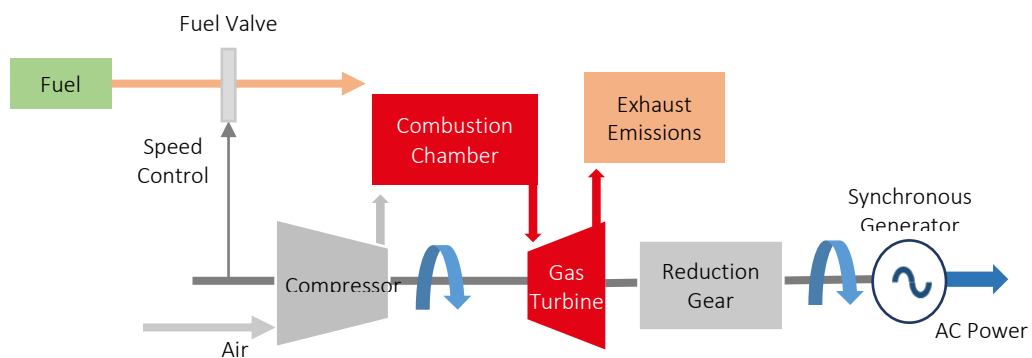 Fuel Valve
Fuel
Combustion
Chamber
Exhaust
Emissions
Speed
Control
Synchronous
Generator
Compressor
Gas
Turbine
Reduction
Gear
Air
AC Power